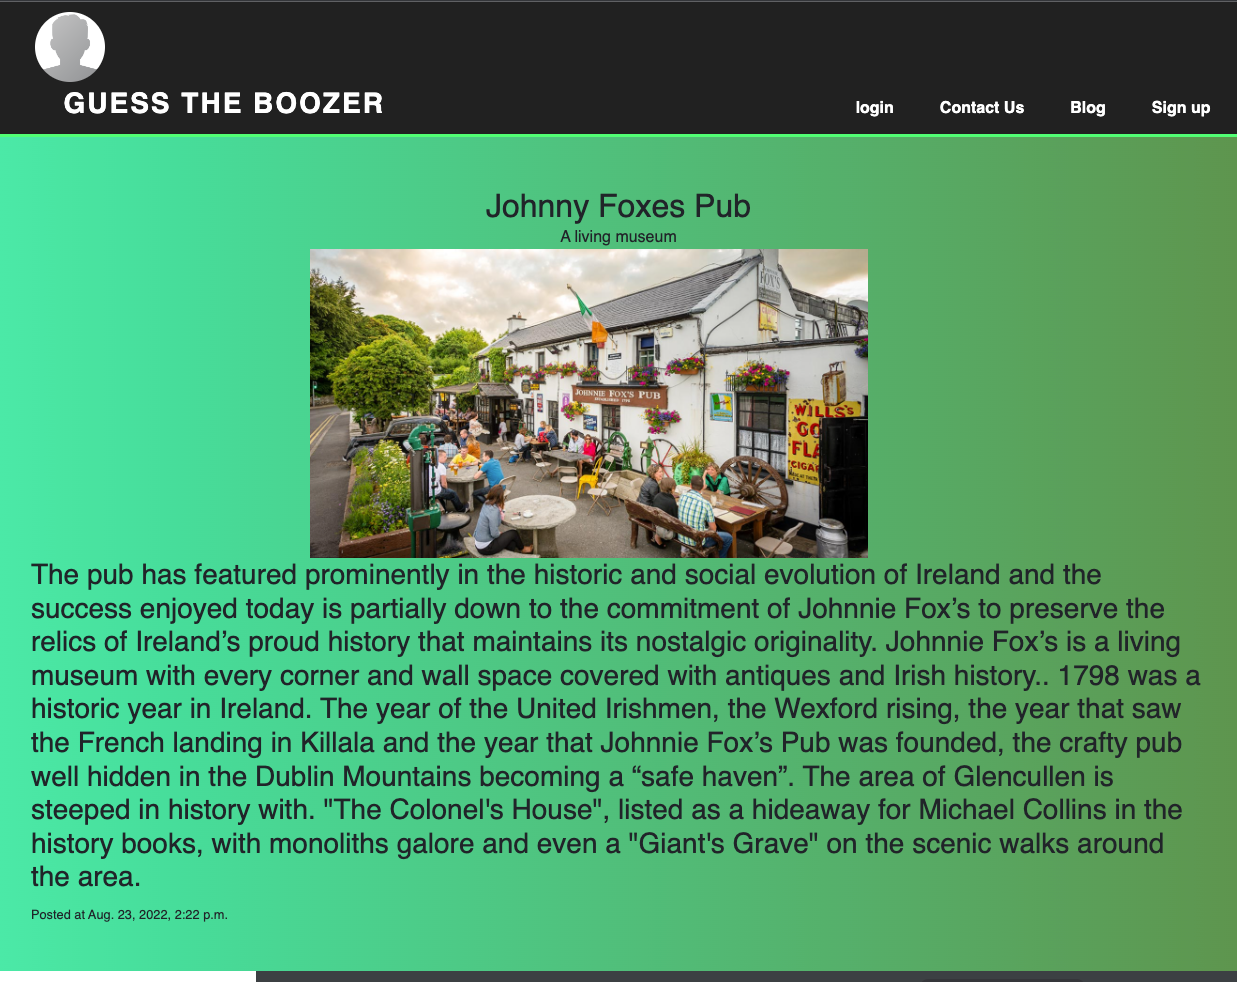 GUESS THE BOOZER
login Contact Us Blog Sign up
Johnny Foxes Pub
A living museum
FOX'S
JOHNNIE FOX'S PUB
WILLS's
GO
FLA
CIGAR
The pub has featured prominently in the historic and social evolution of Ireland and the
success enjoyed today is partially down to the commitment of Johnnie Fox’s to preserve the
relics of Ireland’s proud history that maintains its nostalgic originality. Johnnie Fox’s is a living
museum with every corner and wall space covered with antiques and Irish history.. 1798 was a
historic year in Ireland. The year of the United Irishmen, the Wexford rising, the year that saw
the French landing in Killala and the year that Johnnie Fox’s Pub was founded, the crafty pub
well hidden in the Dublin Mountains becoming a “safe haven”. The area of Glencullen is
steeped in history with. "The Colonel's House", listed as a hideaway for Michael Collins in the
history books, with monoliths galore and even a "Giant's Grave" on the scenic walks around
the area.
Posted at Aug. 23, 2022, 2:22 p.m.